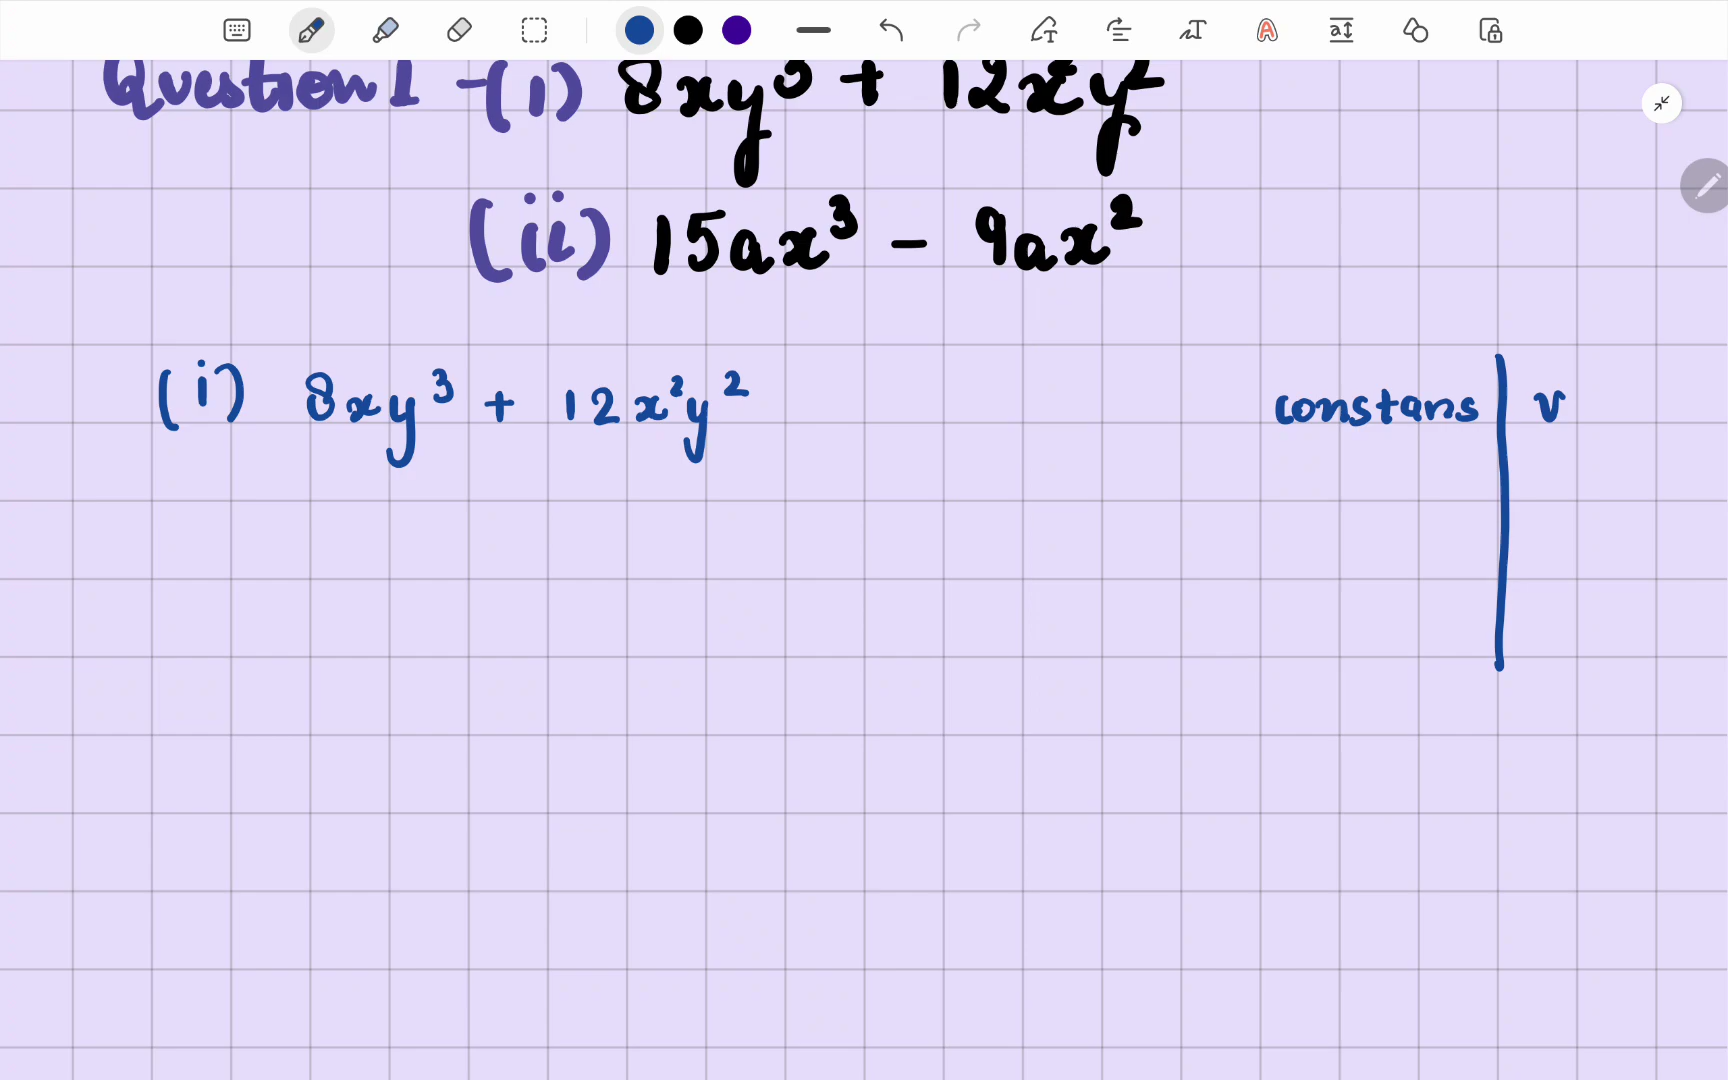 Question 1 - (i) 8xy³ + 12x²y²
(ii) 15ax³ - 9ax²
(i) 8xy³ + 12x²y²
constans | v